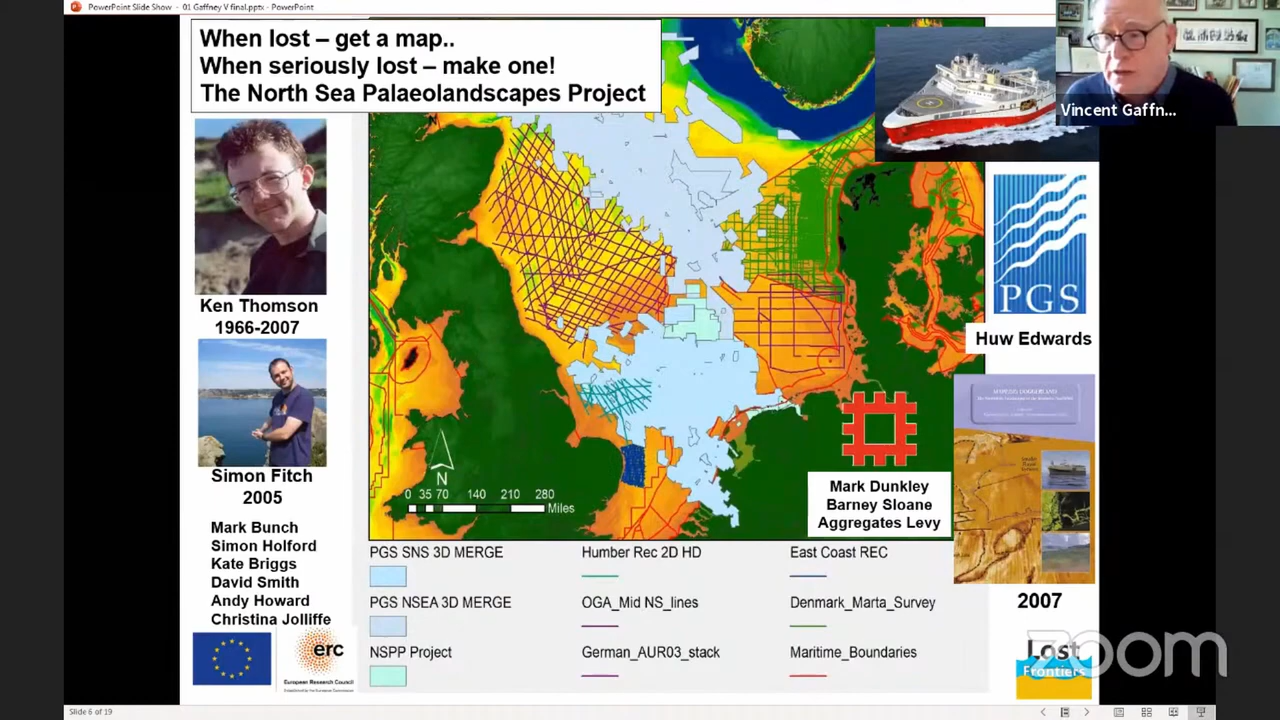 PowerPoint Slide Show - 01 Gaffney V final.pptx - PowerPoint
When lost – get a map..
When seriously lost – make one!
The North Sea Palaeolandscapes Project
Vincent Gaffn...
Ken Thomson
1966-2007
Simon Fitch
2005
Mark Bunch
Simon Holford
Kate Briggs
David Smith
Andy Howard
Christina Jolliffe
erc
European Research Council
N
0 35 70 140 210 280
Miles
PGS
Huw Edwards
Mark Dunkley
Barney Sloane
Aggregates Levy
2007
PGS SNS 3D MERGE
PGS NSEA 3D MERGE
NSPP Project
Humber Rec 2D HD
OGA_Mid NS_lines
German_AUR03_stack
East Coast REC
Denmark_Marta_Survey
Maritime_Boundaries
Lost
Frontiers
zoom
Slide 6 of 19